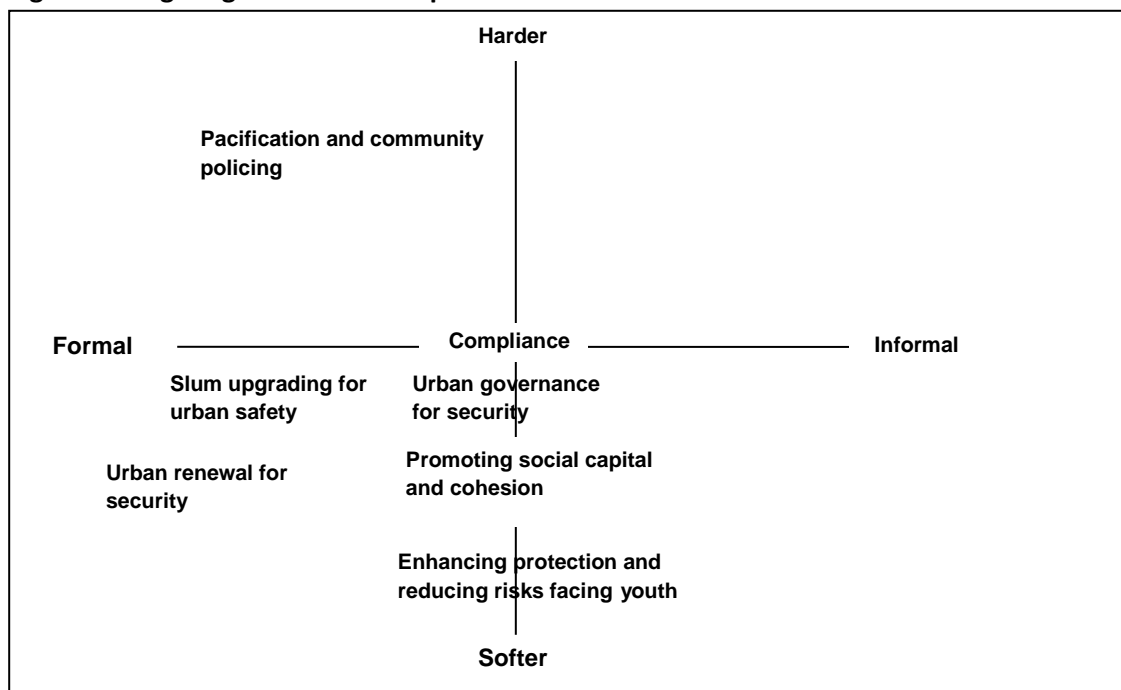 Harder
Pacification and community
policing
Formal
Compliance
Informal
Slum upgrading for
urban safety
Urban governance
for security
Urban renewal for
security
Promoting social capital
and cohesion
Enhancing protection and
reducing risks facing youth
Softer